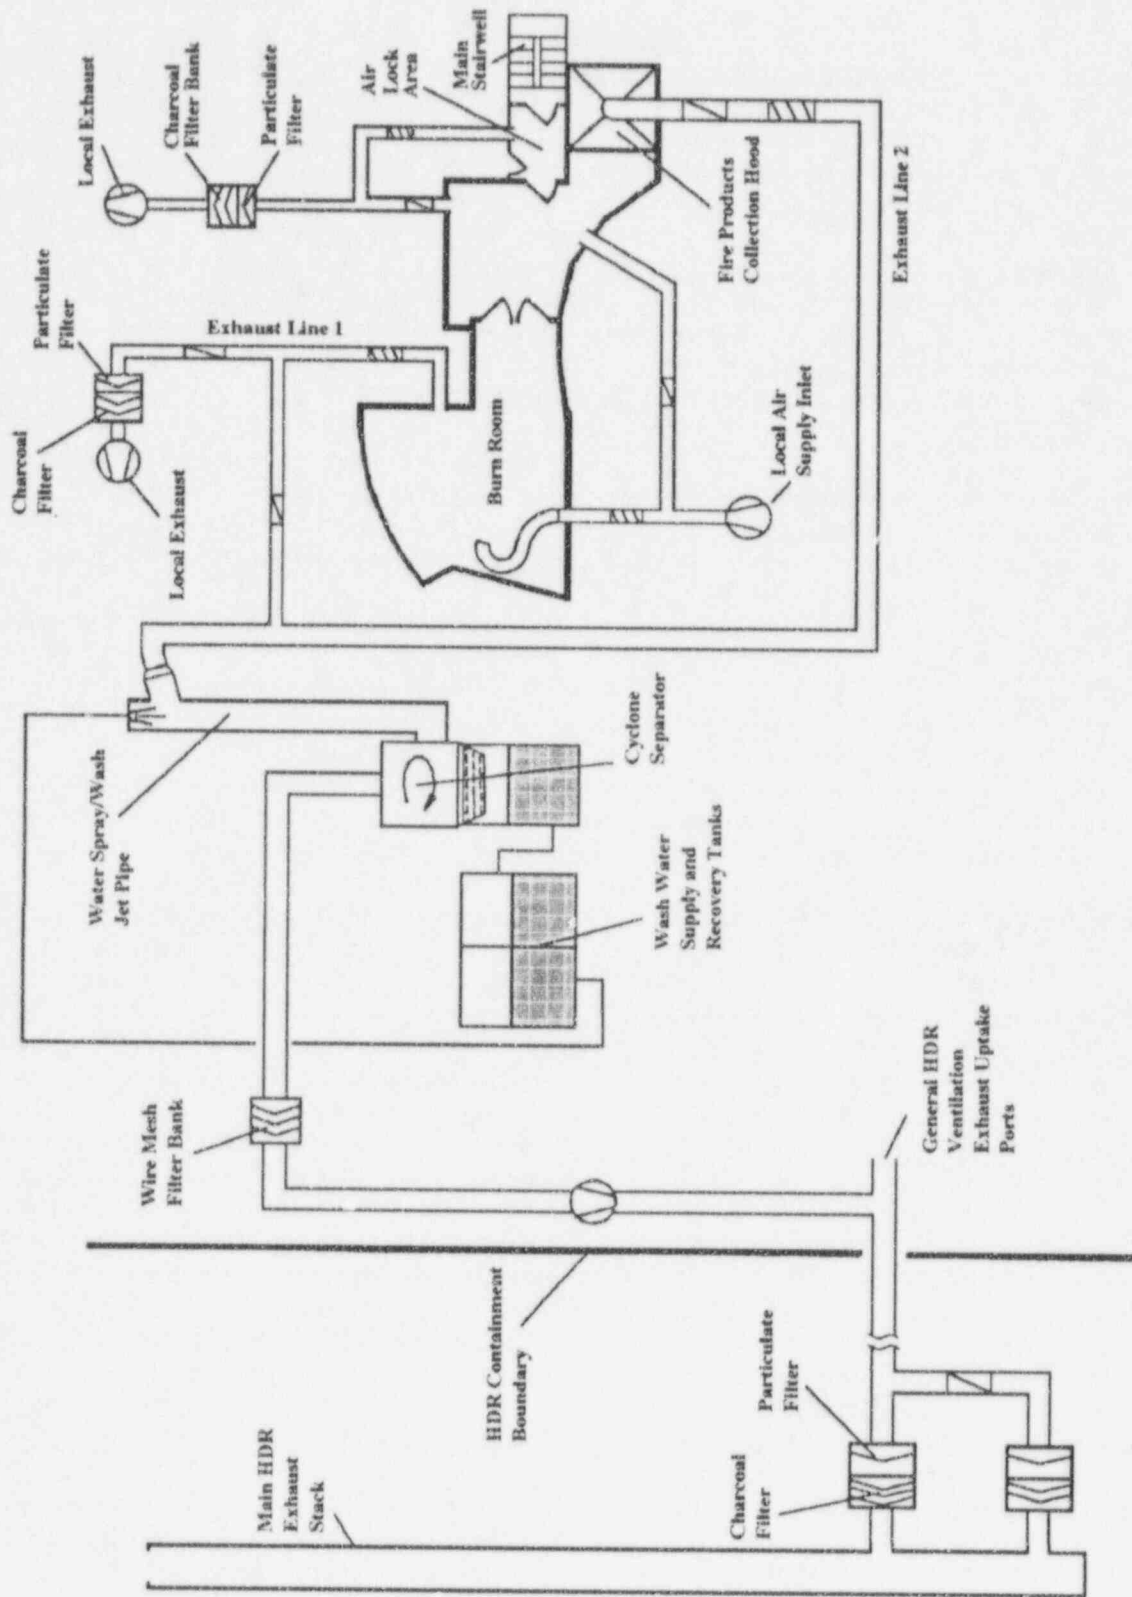 Local Exhaust
Charcoal
Filter Bank
Particulate
Filter
Air
Lock
Area
Main
Stairwell
Particulate
Filter
Charcoal
Filter
Local Exhaust
Exhaust Line 1
Burn Room
Fire Products
Collection Hood
Exhaust Line 2
Local Air
Supply Inlet
Water Spray/Wash
Jet Pipe
Cyclone
Separator
Wash Water
Supply and
Recovery Tanks
Wire Mesh
Filter Bank
General HDR
Ventilation
Exhaust Uptake
Ports
HDR Containment
Boundary
Main HDR
Exhaust
Stack
Particulate
Filter
Charcoal
Filter